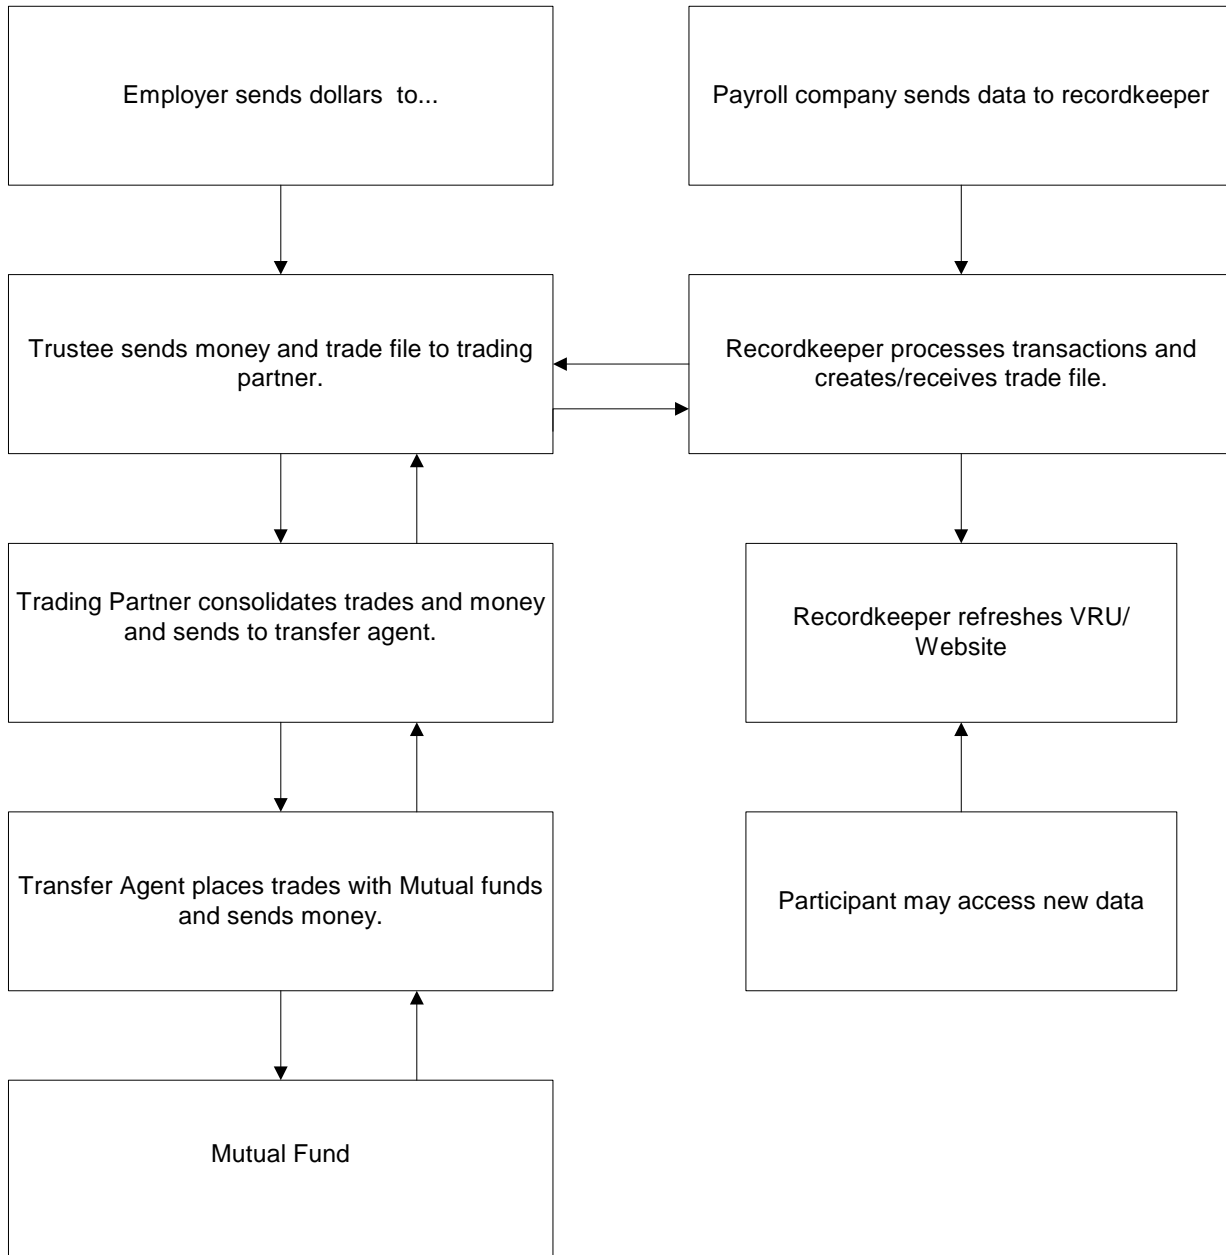 Employer sends dollars  to...
Payroll company sends data to recordkeeper
Trustee sends money and trade file to trading
partner.
Recordkeeper processes transactions and
creates/receives trade file.
Trading Partner consolidates trades and money
and sends to transfer agent.
Recordkeeper refreshes VRU/
Website
Transfer Agent places trades with Mutual funds
and sends money.
Participant may access new data
Mutual Fund